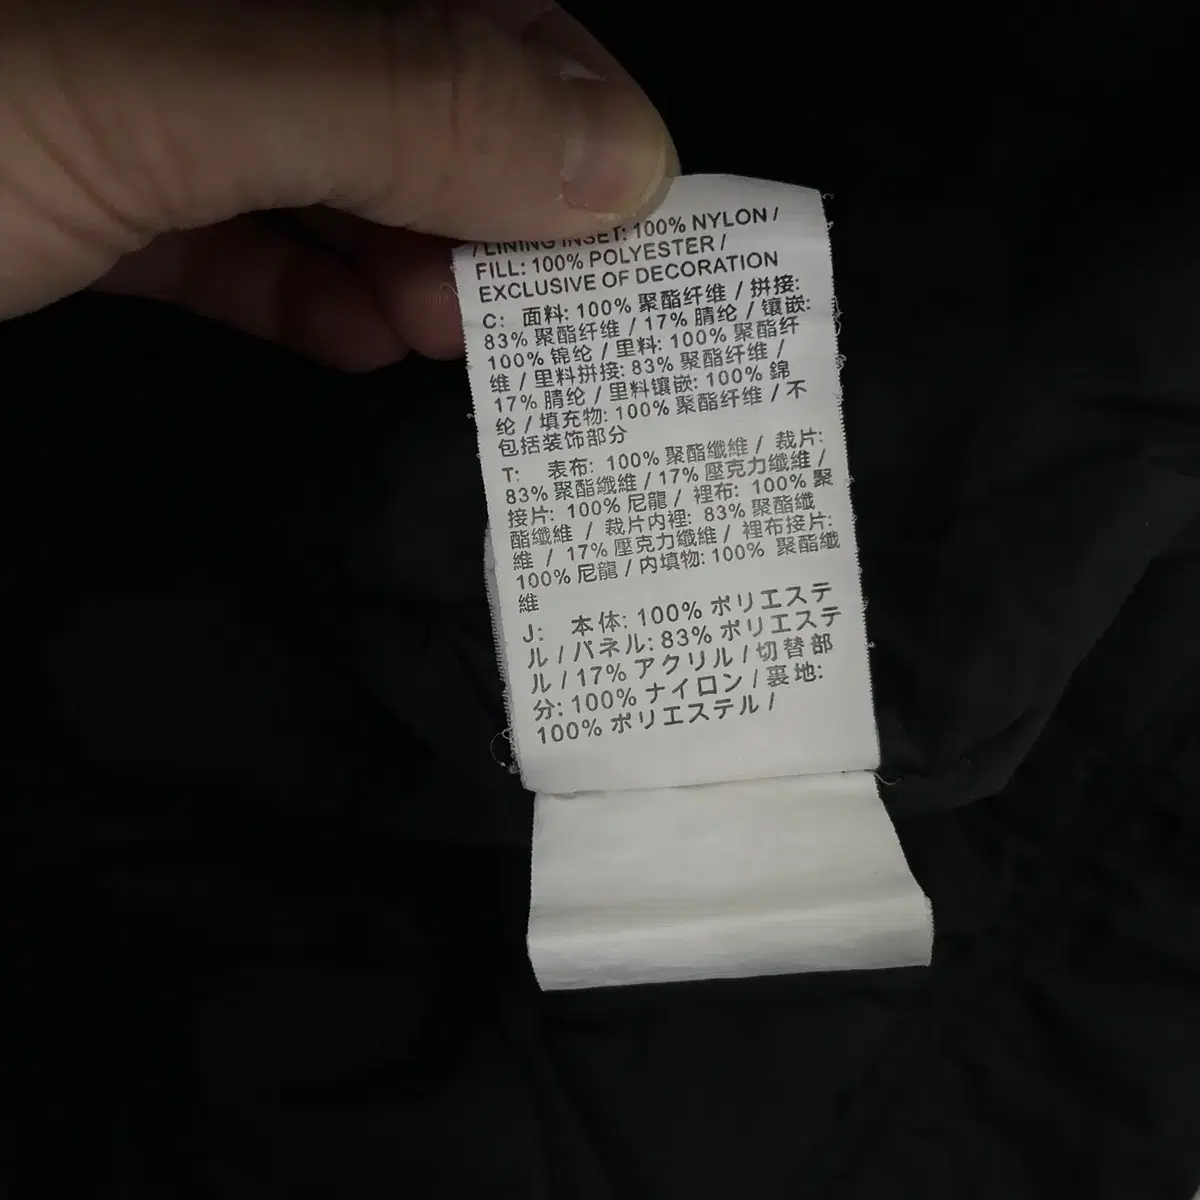 / LINING INSET: 100% NYLON /
FILL: 100% POLYESTER /
EXCLUSIVE OF DECORATION
C: 面料: 100% 聚酯纤维 / 拼接:
83% 聚酯纤维 / 17% 腈纶 / 镶嵌:
100% 锦纶 / 里料: 100% 聚酯纤
维 / 里料拼接: 83% 聚酯纤维 /
17% 腈纶 / 里料镶嵌: 100% 錦
纶 / 填充物: 100% 聚酯纤维 / 不
包括装饰部分
T: 表布: 100% 聚酯纖維 / 裁片:
83% 聚酯纖維 / 17% 壓克力纖維 /
接片: 100% 尼龍 / 裡布: 100% 聚
酯纖維 / 裁片内裡: 83% 聚酯纖
維 / 17% 壓克力纖維 / 裡布接片:
100% 尼龍 / 内填物: 100% 聚酯纖
維
J: 本体: 100% ポリエステ
ル / パネル: 83% ポリエステ
ル / 17% アクリル / 切替部
分: 100% ナイロン / 裏地:
100% ポリエステル /